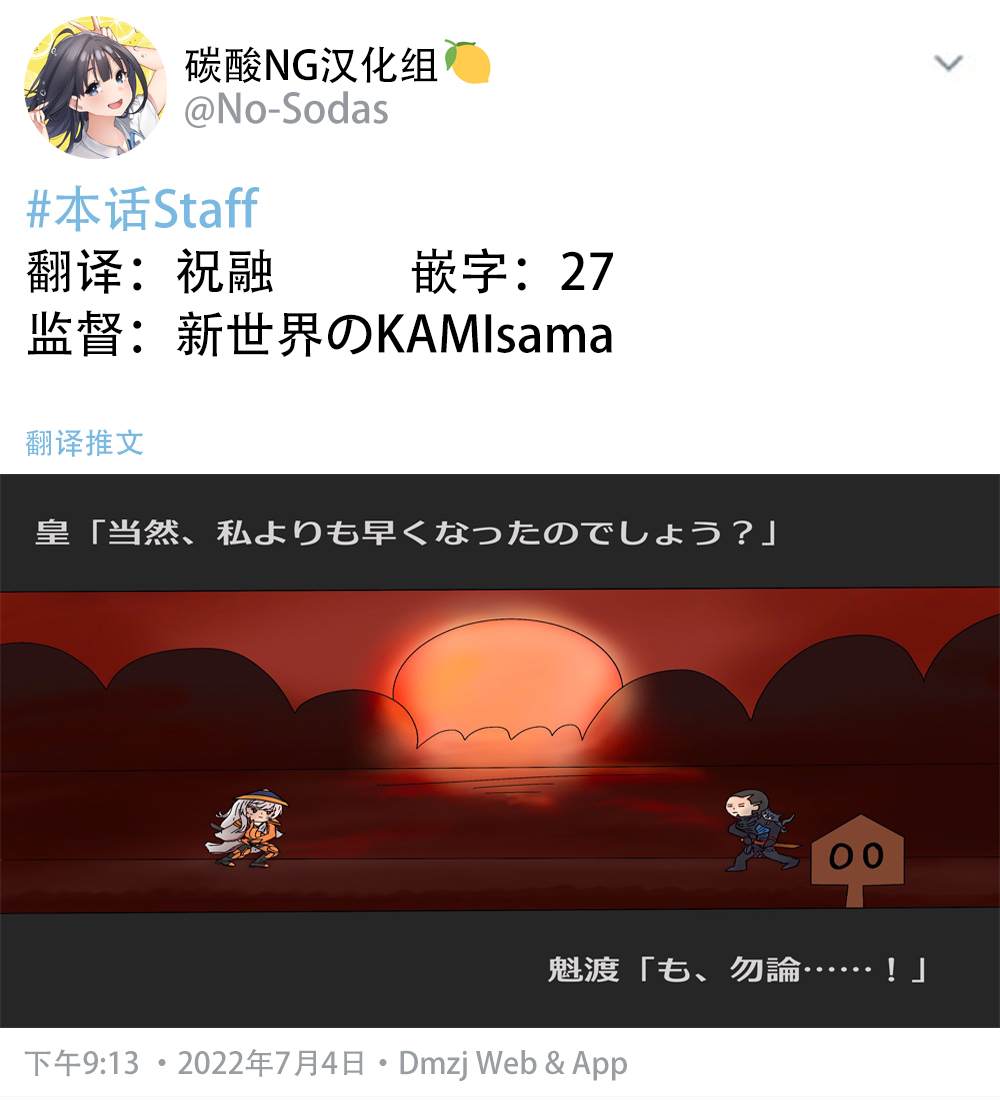 碳酸NG汉化组🍋
@No-Sodas
#本话Staff
翻译：祝融 嵌字：27
监督：新世界のKAMIsama
翻译推文
皇「当然、私よりも早くなったのでしょう？」
00
魁渡「も、勿論……！」
下午9:13 · 2022年7月4日 · Dmzj Web & App